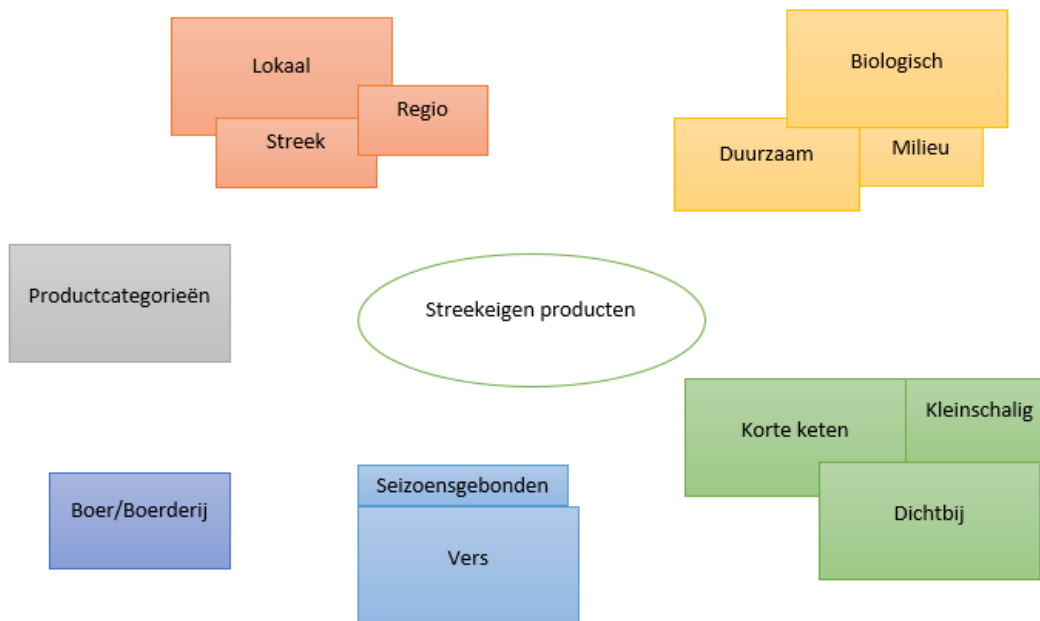 Lokaal
Regio
Streek
Biologisch
Duurzaam
Milieu
Productcategorieën
Streekeigen producten
Korte keten
Kleinschalig
Dichtbij
Boer/Boerderij
Seizoensgebonden
Vers